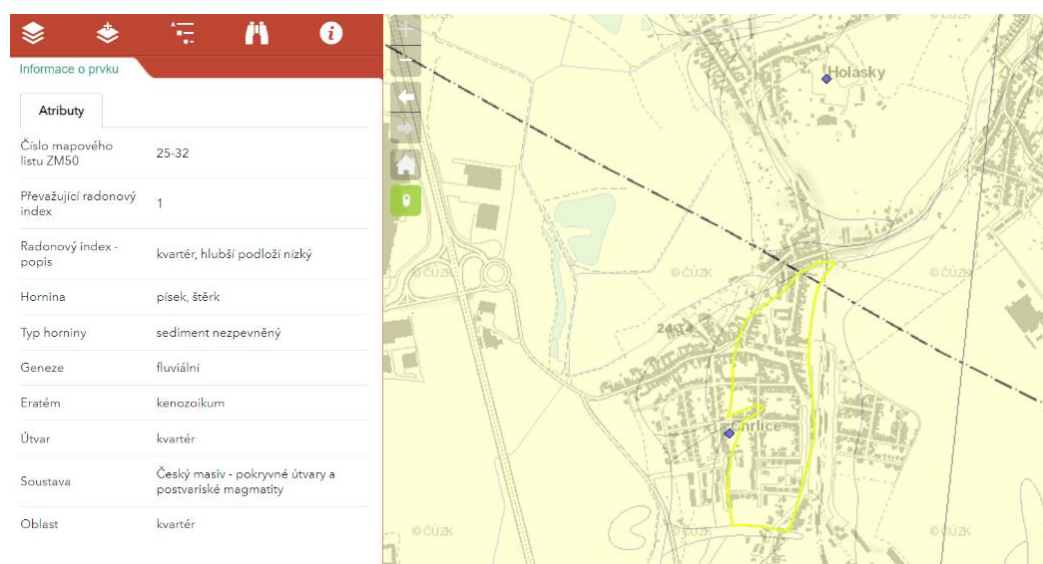 Informace o prvku
Atributy
Číslo mapového
listu ZM50
25-32
Převažující radonový
index
1
Radonový index -
popis
kvartér, hlubší podloží nízký
Hornina
písek, štěrk
Typ horniny
sediment nezpevněný
Geneze
fluviální
Eratém
kenozoikum
Útvar
kvartér
Soustava
Český masiv - pokryvné útvary a
postvariské magmatity
Oblast
kvartér
Holásky
© ČÚZK
© ČÚZK
© ČÚZK
Chrlice
© ČÚZK
© ČÚZK